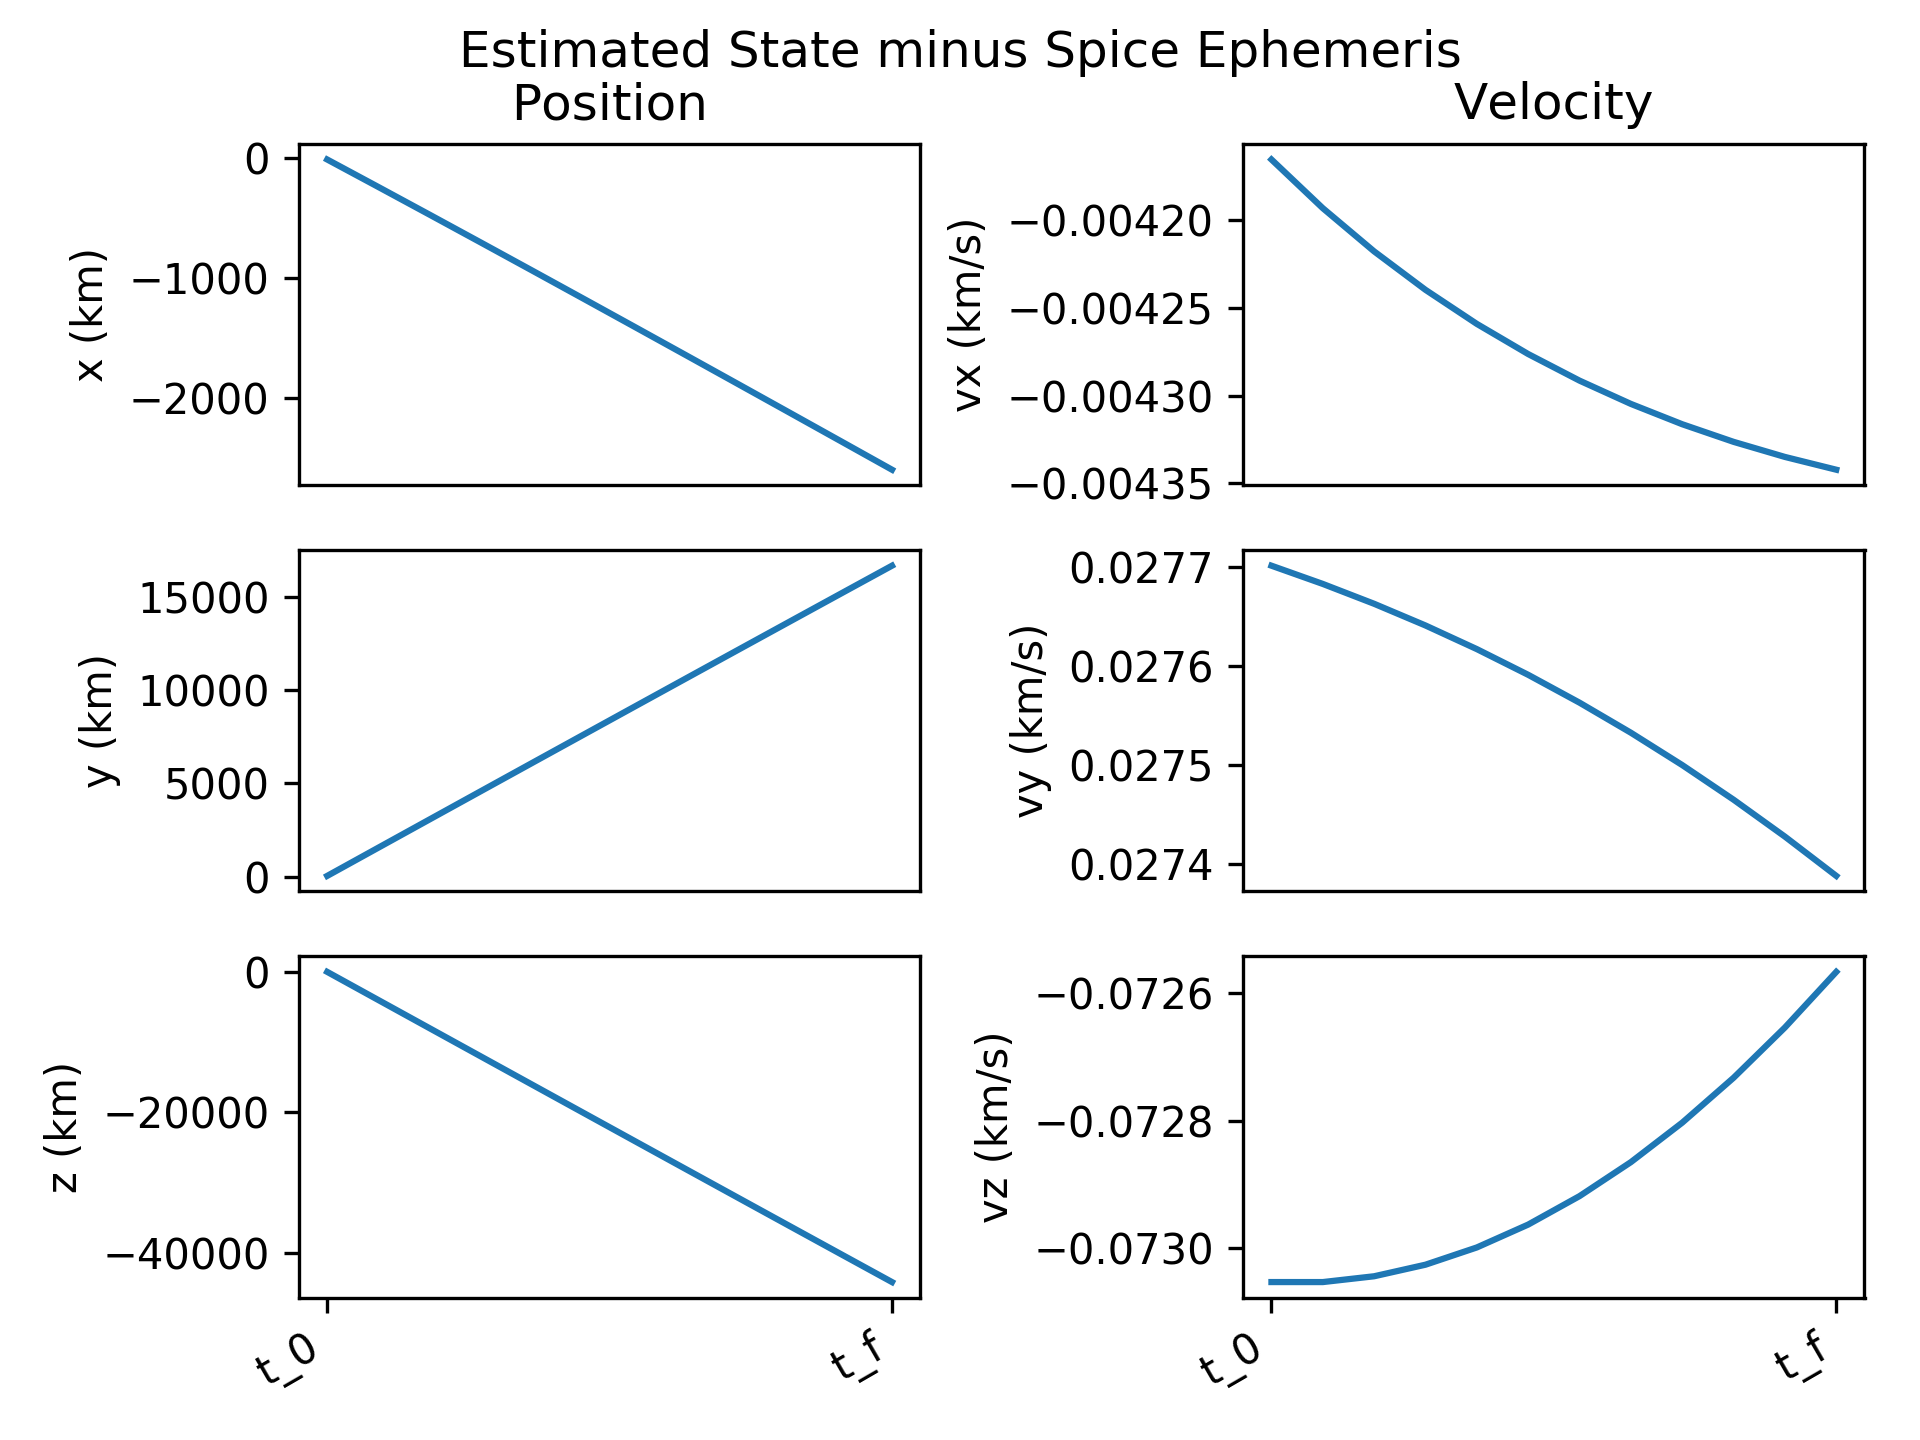 Estimated State minus Spice Ephemeris
Position
Velocity
0
−1000
−2000
x (km)
−0.00420
−0.00425
−0.00430
−0.00435
vx (km/s)
15000
10000
5000
0
y (km)
0.0277
0.0276
0.0275
0.0274
vy (km/s)
0
−20000
−40000
z (km)
−0.0726
−0.0728
−0.0730
vz (km/s)
t_0
t_f
t_0
t_f